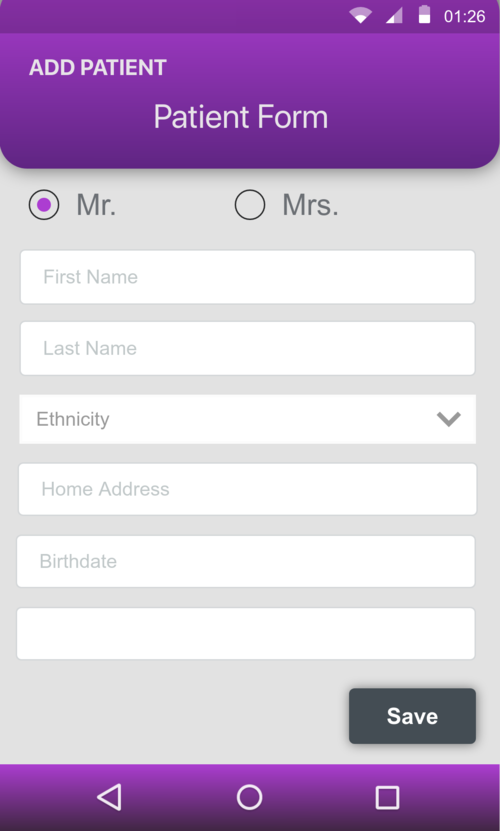 01:26
ADD PATIENT
Patient Form
Mr. Mrs.
First Name
Last Name
Ethnicity
Home Address
Birthdate
Save